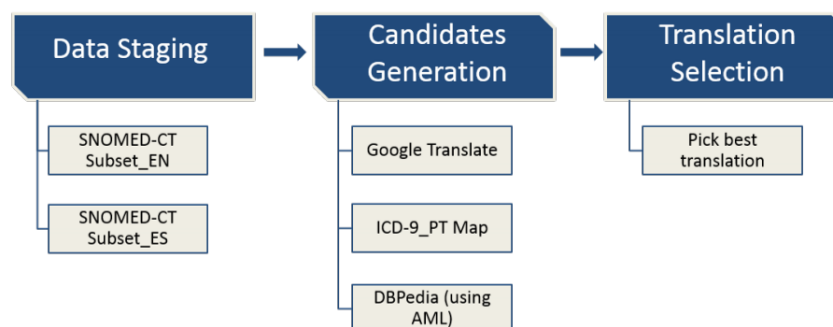 Data Staging
SNOMED-CT
Subset_EN
SNOMED-CT
Subset_ES
Candidates
Generation
Google Translate
ICD-9_PT Map
DBPedia (using
AML)
Translation
Selection
Pick best
translation